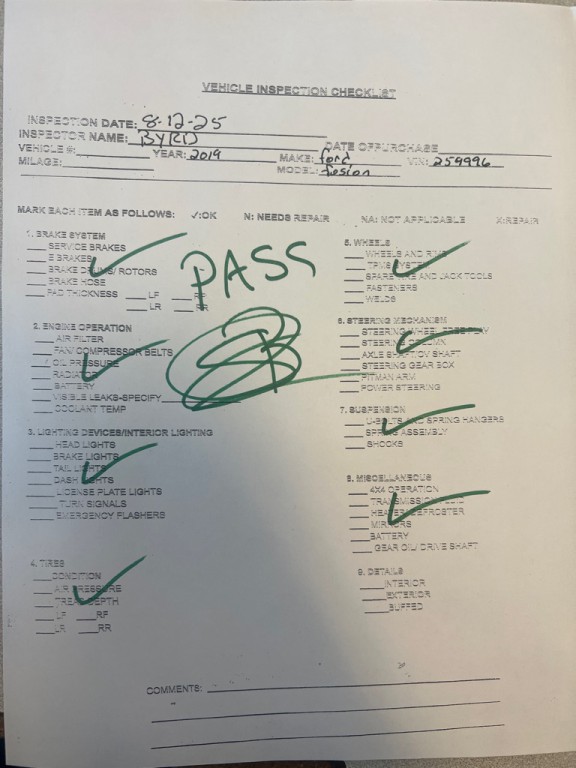 VEHICLE INSPECTION CHECKLIST
INSPECTION DATE: 8-12-25
INSPECTOR NAME: BYRD
DATE OF PURCHASE
VEHICLE #: YEAR: 2019 MAKE: ford VIN: 259996
MILAGE: MODEL: fusion
MARK EACH ITEM AS FOLLOWS: ✓:OK N: NEEDS REPAIR NA: NOT APPLICABLE X:REPAIR
PASS
1. BRAKE SYSTEM
SERVICE BRAKES
E BRAKES
BRAKE DRUMS/ ROTORS
BRAKE HOSE
PAD THICKNESS LF RF
LR RR
2. ENGINE OPERATION
AIR FILTER
FAN/ COMPRESSOR BELTS
OIL PRESSURE
RADIATOR
BATTERY
VISIBLE LEAKS-SPECIFY
COOLANT TEMP
3. LIGHTING DEVICES/INTERIOR LIGHTING
HEAD LIGHTS
BRAKE LIGHTS
TAIL LIGHTS
DASH LIGHTS
LICENSE PLATE LIGHTS
TURN SIGNALS
EMERGENCY FLASHERS
4. TIRES
CONDITION
AIR PRESSURE
TREAD DEPTH
LF RF
LR RR
5. WHEELS
WHEELS AND RIMS
TPMS SYSTEM
SPARE TIRE AND JACK TOOLS
FASTENERS
WELDS
6. STEERING MECHANISM
STEERING WHEEL FREE PLAY
STEERING COLUMN
AXLE SHAFT/DV SHAFT
STEERING GEAR BOX
PITMAN ARM
POWER STEERING
7. SUSPENSION
U-BOLTS AND SPRING HANGERS
SPRING ASSEMBLY
SHOCKS
8. MISCELLANEOUS
4X4 OPERATION
TRANSMISSION FLUID
HEATER/DEFROSTER
MIRRORS
BATTERY
GEAR OIL/ DRIVE SHAFT
9. DETAILS
INTERIOR
EXTERIOR
BUFFED
COMMENTS: